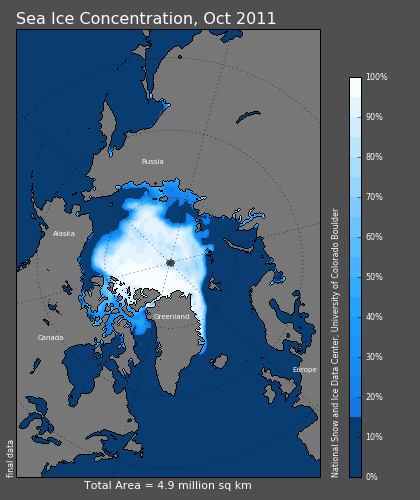 Sea Ice Concentration, Oct 2011
Russia
Alaska
Canada
Greenland
Europe
100%
90%
80%
70%
60%
50%
40%
30%
20%
10%
0%
National Snow and Ice Data Center, University of Colorado Boulder
final data
Total Area = 4.9 million sq km